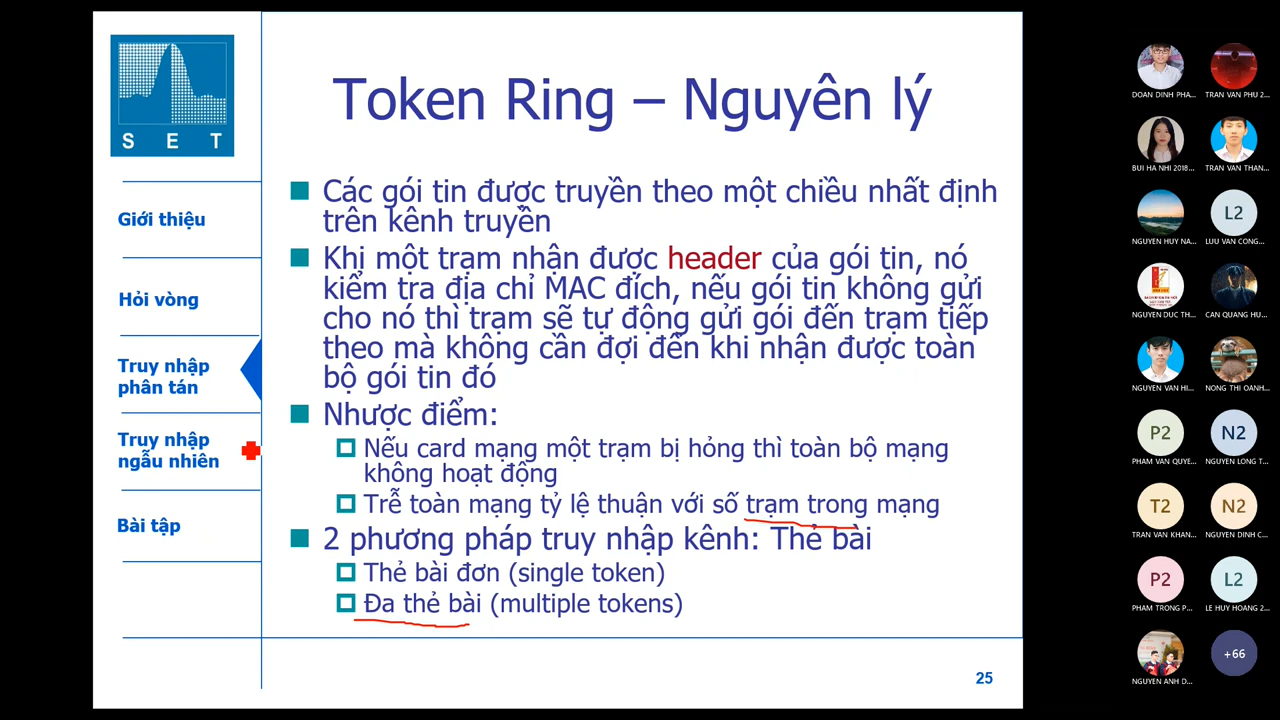 SET
Token Ring – Nguyên lý
Giới thiệu
Hỏi vòng
Truy nhập
phân tán
Truy nhập
ngẫu nhiên
Bài tập
Các gói tin được truyền theo một chiều nhất định
trên kênh truyền
Khi một trạm nhận được header của gói tin, nó
kiểm tra địa chỉ MAC đích, nếu gói tin không gửi
cho nó thì trạm sẽ tự động gửi gói đến trạm tiếp
theo mà không cần đợi đến khi nhận được toàn
bộ gói tin đó
Nhược điểm:
Nếu card mạng một trạm bị hỏng thì toàn bộ mạng
không hoạt động
Trễ toàn mạng tỷ lệ thuận với số trạm trong mạng
2 phương pháp truy nhập kênh: Thẻ bài
Thẻ bài đơn (single token)
Đa thẻ bài (multiple tokens)
25
DOAN DINH PHA...
TRAN VAN PHU 2...
BUI HA NHI 2018...
TRAN VAN THAN...
NGUYEN HUY NA...
L2
LUU VAN CONG...
NGUYEN DUC TH...
CAN QUANG HU...
NGUYEN VAN HI...
NONG THI OANH...
P2
PHAM VAN QUYE...
N2
NGUYEN LONG T...
T2
TRAN VAN KHAN...
N2
NGUYEN DINH C...
P2
PHAM TRONG P...
L2
LE HUY HOANG 2...
NGUYEN ANH D...
+66